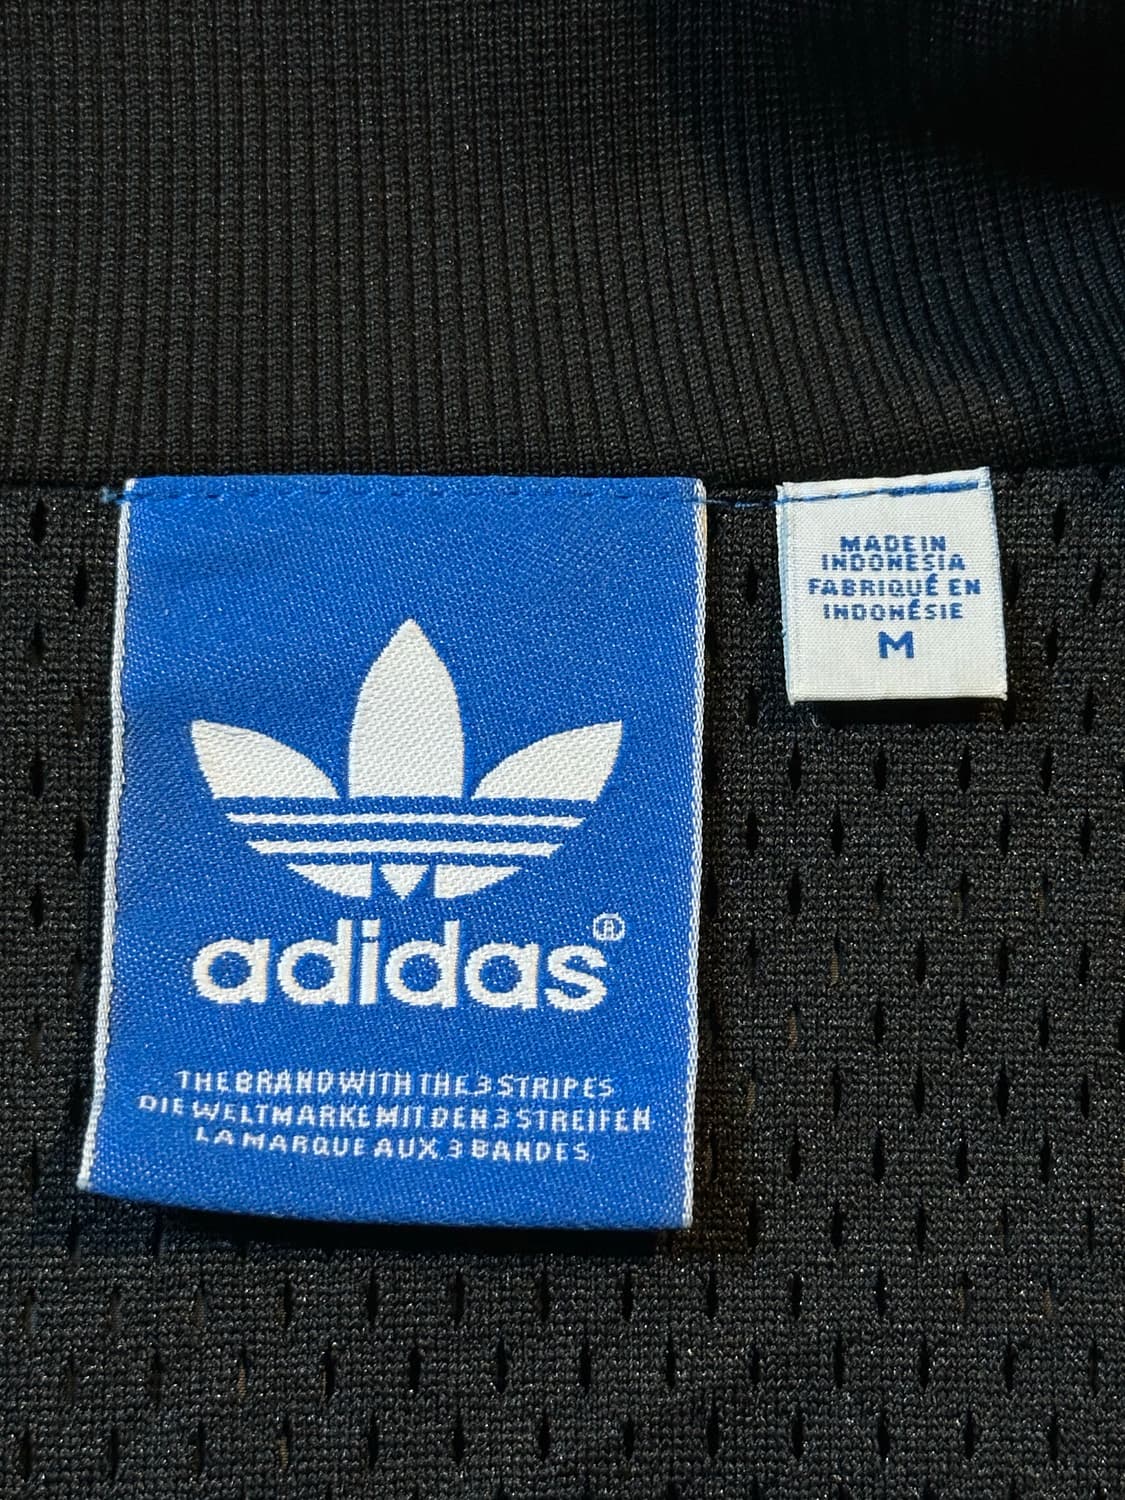 adidas®
THE BRAND WITH THE 3 STRIPES
DIE WELTMARKE MIT DEN 3 STREIFEN
LA MARQUE AUX 3 BANDES
MADE IN
INDONESIA
FABRIQUÉ EN
INDONÉSIE
M